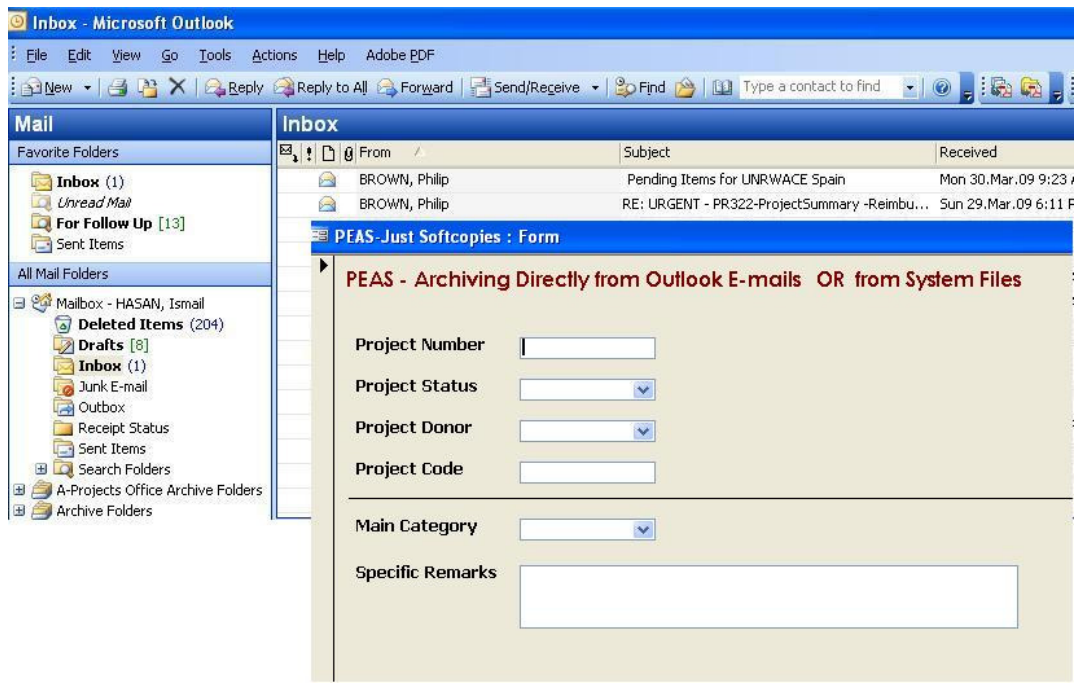 Inbox - Microsoft Outlook
File Edit View Go Tools Actions Help Adobe PDF
New Reply Reply to All Forward Send/Receive Find Type a contact to find
Mail
Favorite Folders
Inbox (1)
Unread Mail
For Follow Up [13]
Sent Items
All Mail Folders
Mailbox - HASAN, Ismail
Deleted Items (204)
Drafts [8]
Inbox (1)
Junk E-mail
Outbox
Receipt Status
Sent Items
Search Folders
A-Projects Office Archive Folders
Archive Folders
Inbox
From Subject Received
BROWN, Philip Pending Items for UNRWACE Spain Mon 30.Mar.09 9:23
BROWN, Philip RE: URGENT - PR322-ProjectSummary -Reimbu... Sun 29.Mar.09 6:11
PEAS-Just Softcopies : Form
PEAS - Archiving Directly from Outlook E-mails OR from System Files
Project Number
Project Status
Project Donor
Project Code
Main Category
Specific Remarks